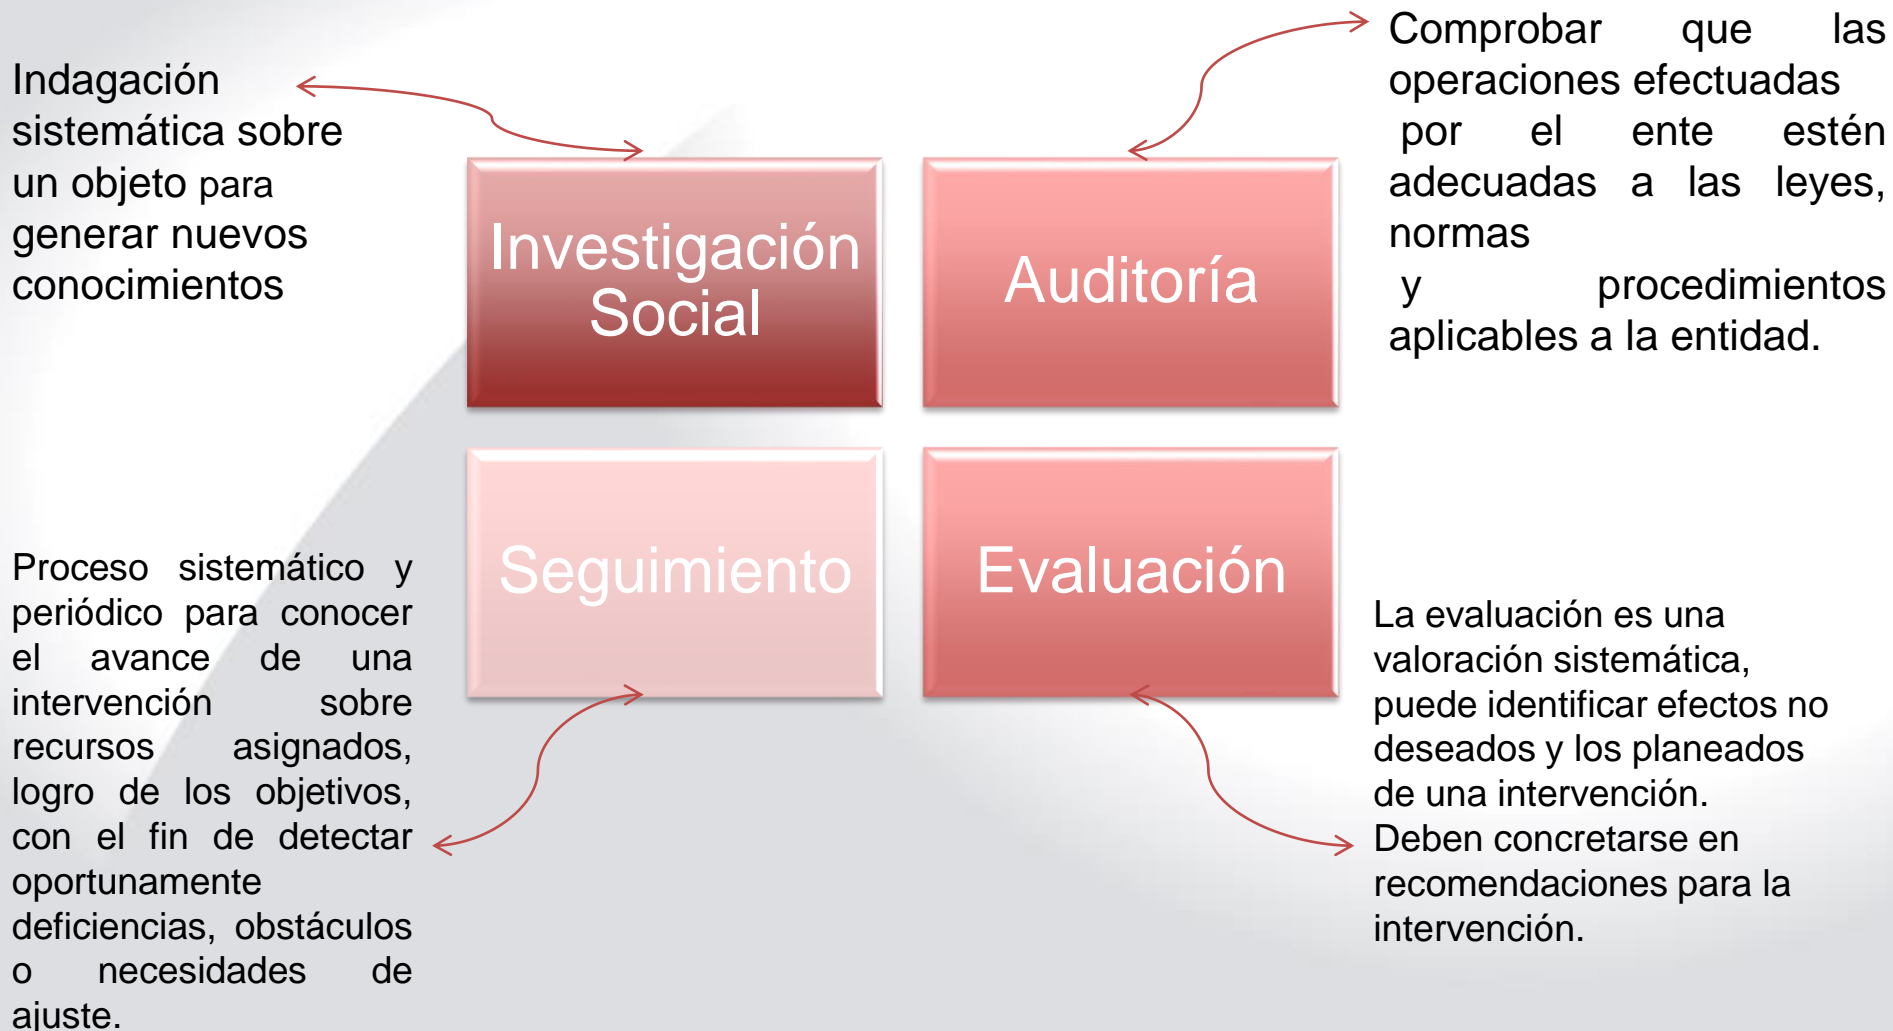 Indagación
sistemática sobre
un objeto para
generar nuevos
conocimientos
Investigación
Social
Auditoría
Comprobar que las
operaciones efectuadas
por el ente estén
adecuadas a las leyes,
normas
y procedimientos
aplicables a la entidad.
Seguimiento
Proceso sistemático y
periódico para conocer
el avance de una
intervención sobre
recursos asignados,
logro de los objetivos,
con el fin de detectar
oportunamente
deficiencias, obstáculos
o necesidades de
ajuste.
Evaluación
La evaluación es una
valoración sistemática,
puede identificar efectos no
deseados y los planeados
de una intervención.
Deben concretarse en
recomendaciones para la
intervención.